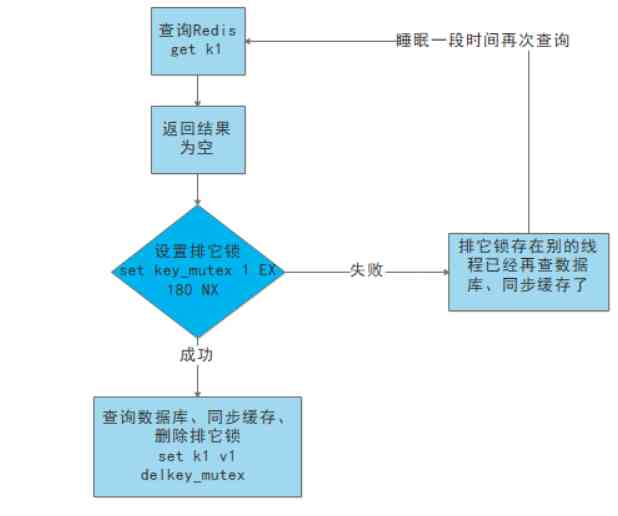 查询Redis
get k1
睡眠一段时间再次查询
返回结果
为空
设置排它锁
set key_mutex 1 EX
180 NX
失败
排它锁存在别的线
程已经再查数据
库、同步缓存了
成功
查询数据库、同步缓存、
删除排它锁
set k1 v1
delkey_mutex